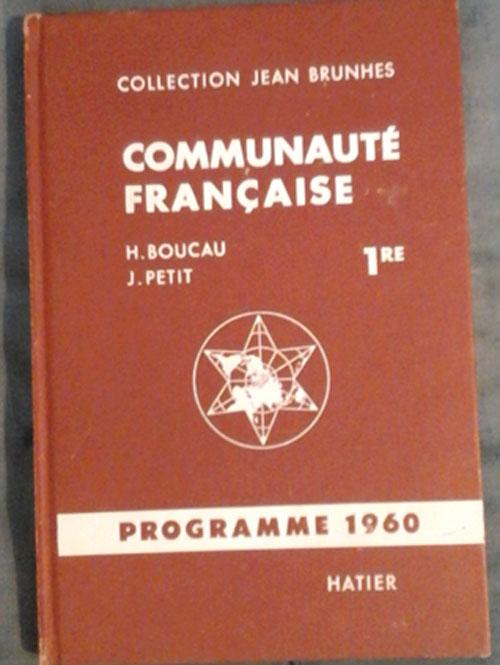 COLLECTION JEAN BRUNHES
COMMUNAUTÉ
FRANÇAISE
H. BOUCAU
J. PETIT
1RE
PROGRAMME 1960
HATIER